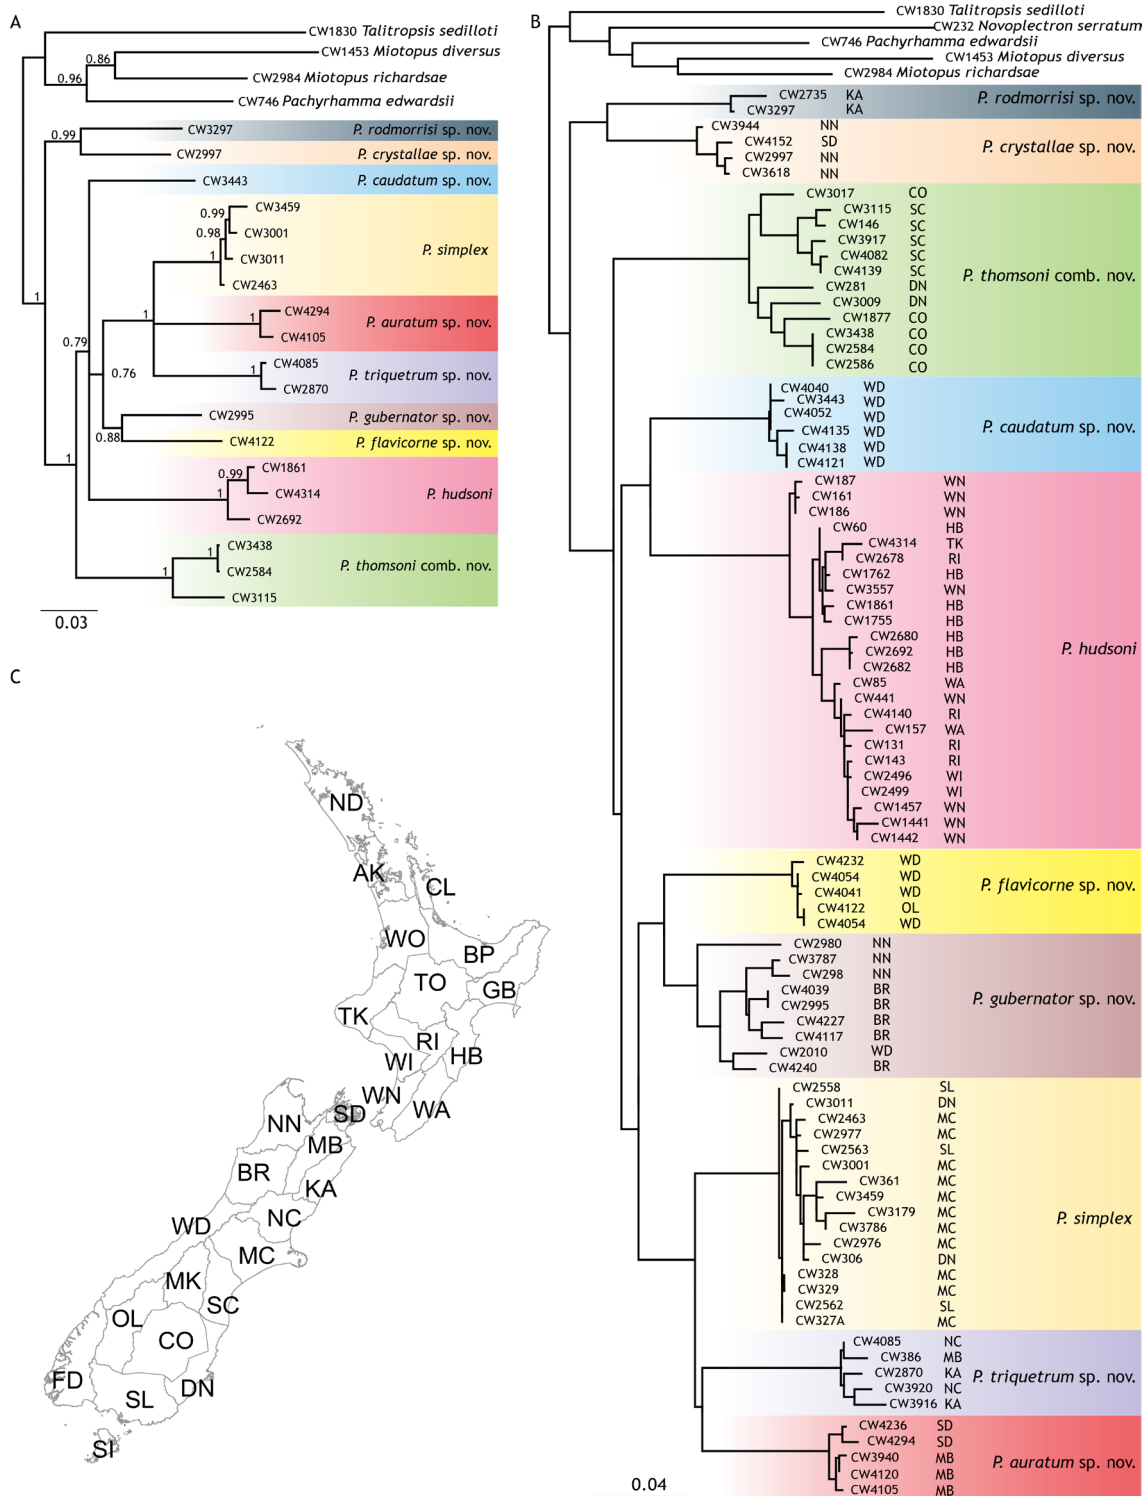 A
CW1830 Talitropsis sedilloti
0.86
CW1453 Miotopus diversus
0.96
CW2984 Miotopus richardsae
CW746 Pachyrhamma edwardsii
0.99
CW3297
P. rodmorrisi sp. nov.
CW2997
P. crystallae sp. nov.
CW3443
P. caudatum sp. nov.
CW3459
0.99
CW3001
0.98
P. simplex
1
CW3011
CW2463
1
1
CW4294
P. auratum sp. nov.
CW4105
0.79
0.76
1
CW4085
P. triquetrum sp. nov.
CW2870
CW2995
P. gubernator sp. nov.
0.88
CW4122
P. flavicorne sp. nov.
1
CW1861
0.99
1
CW4314
P. hudsoni
CW2692
1
CW3438
1
CW2584
P. thomsoni comb. nov.
CW3115
0.03
B
CW1830 Talitropsis sedilloti
CW232 Novoplectron serratum
CW746 Pachyrhamma edwardsii
CW1453 Miotopus diversus
CW2984 Miotopus richardsae
CW2735 KA
P. rodmorrisi sp. nov.
CW3297 KA
CW3944 NN
CW4152 SD
P. crystallae sp. nov.
CW2997 NN
CW3618 NN
CW3017 CO
CW3115 SC
CW146 SC
CW3917 SC
CW4082 SC
CW4139 SC
P. thomsoni comb. nov.
CW281 DN
CW3009 DN
CW1877 CO
CW3438 CO
CW2584 CO
CW2586 CO
CW4040 WD
CW3443 WD
CW4052 WD
P. caudatum sp. nov.
CW4135 WD
CW4138 WD
CW4121 WD
CW187 WN
CW161 WN
CW186 WN
CW60 HB
CW4314 TK
CW2678 RI
CW1762 HB
CW3557 WN
CW1861 HB
CW1755 HB
CW2680 HB
CW2692 HB
P. hudsoni
CW2682 HB
CW85 WA
CW441 WN
CW4140 RI
CW157 WA
CW131 RI
CW143 RI
CW2496 WI
CW2499 WI
CW1457 WN
CW1441 WN
CW1442 WN
CW4232 WD
CW4054 WD
P. flavicorne sp. nov.
CW4041 WD
CW4122 OL
CW4054 WD
CW2980 NN
CW3787 NN
CW298 NN
CW4039 BR
P. gubernator sp. nov.
CW2995 BR
CW4227 BR
CW4117 BR
CW2010 WD
CW4240 BR
CW2558 SL
CW3011 DN
CW2463 MC
CW2977 MC
CW2563 SL
CW3001 MC
CW361 MC
CW3459 MC
CW3179 MC
P. simplex
CW3786 MC
CW2976 MC
CW306 DN
CW328 MC
CW329 MC
CW2562 SL
CW327A MC
CW4085 NC
CW386 MB
CW2870 KA
P. triquetrum sp. nov.
CW3920 NC
CW3916 KA
CW4236 SD
CW4294 SD
CW3940 MB
P. auratum sp. nov.
CW4120 MB
CW4105 MB
0.04
C
ND
AK
CL
WO
BP
TO
GB
TK
RI
HB
WI
WN
WA
SD
NN
MB
BR
KA
NC
WD
MC
MK
SC
OL
CO
FD
DN
SL
SI